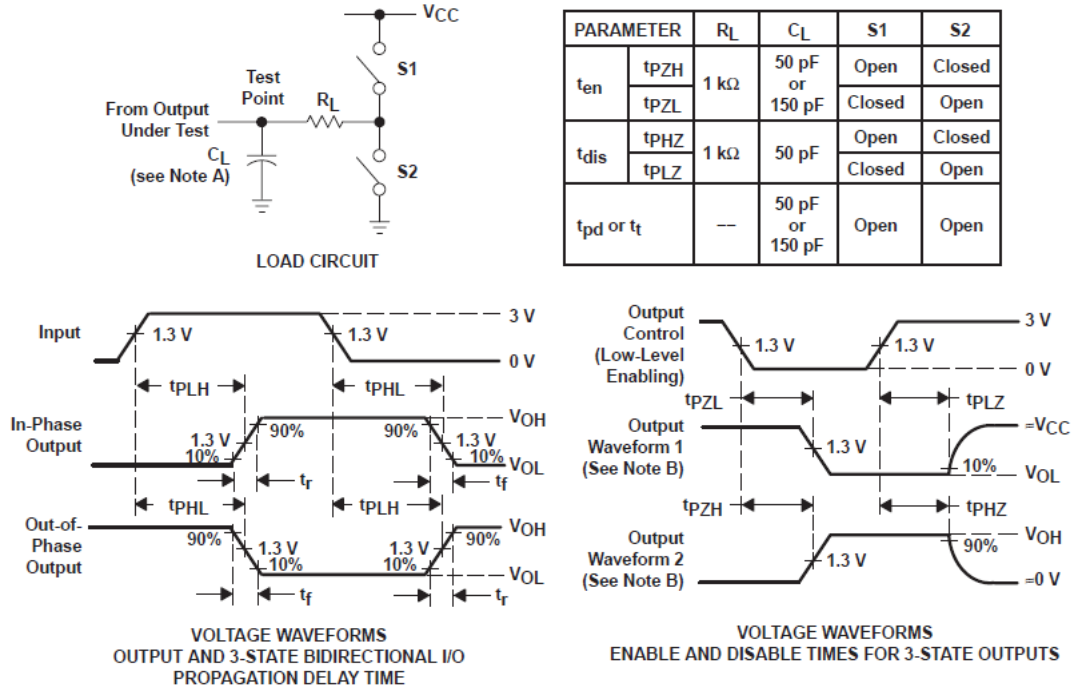 VCC
S1
Test
Point
RL
From Output
Under Test
CL
(see Note A)
S2
LOAD CIRCUIT
PARAMETER RL CL S1 S2
ten tPZH 1 kΩ 50 pF or 150 pF Open Closed
tPZL Closed Open
tdis tPHZ 1 kΩ 50 pF Open Closed
tPLZ Closed Open
tpd or tt –– 50 pF or 150 pF Open Open
Input
1.3 V 1.3 V
3 V
0 V
tPLH tPHL
In-Phase
Output
1.3 V
10%
90% 90%
1.3 V
10%
VOH
VOL
tr tf
tPHL tPLH
Out-of-
Phase
Output
90%
1.3 V
10%
1.3 V
10%
90%
VOH
VOL
tf tr
VOLTAGE WAVEFORMS
OUTPUT AND 3-STATE BIDIRECTIONAL I/O
PROPAGATION DELAY TIME
Output
Control
(Low-Level
Enabling)
1.3 V 1.3 V
3 V
0 V
tPZL tPLZ
Output
Waveform 1
(See Note B)
1.3 V
10%
≈VCC
VOL
tPZH tPHZ
Output
Waveform 2
(See Note B)
1.3 V
90%
VOH
≈0 V
VOLTAGE WAVEFORMS
ENABLE AND DISABLE TIMES FOR 3-STATE OUTPUTS